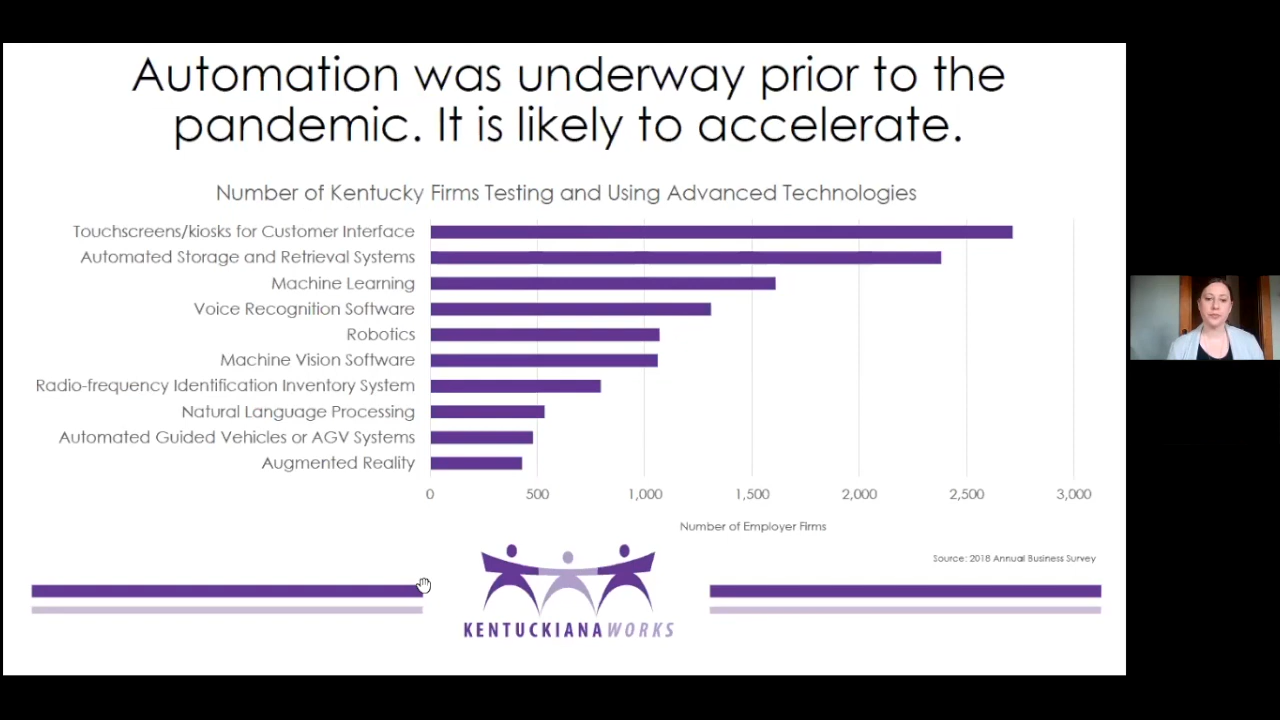 Automation was underway prior to the
pandemic. It is likely to accelerate.
Number of Kentucky Firms Testing and Using Advanced Technologies
Touchscreens/kiosks for Customer Interface
Automated Storage and Retrieval Systems
Machine Learning
Voice Recognition Software
Robotics
Machine Vision Software
Radio-frequency Identification Inventory System
Natural Language Processing
Automated Guided Vehicles or AGV Systems
Augmented Reality
0 500 1,000 1,500 2,000 2,500 3,000
Number of Employer Firms
Source: 2018 Annual Business Survey
KENTUCKIANAWORKS